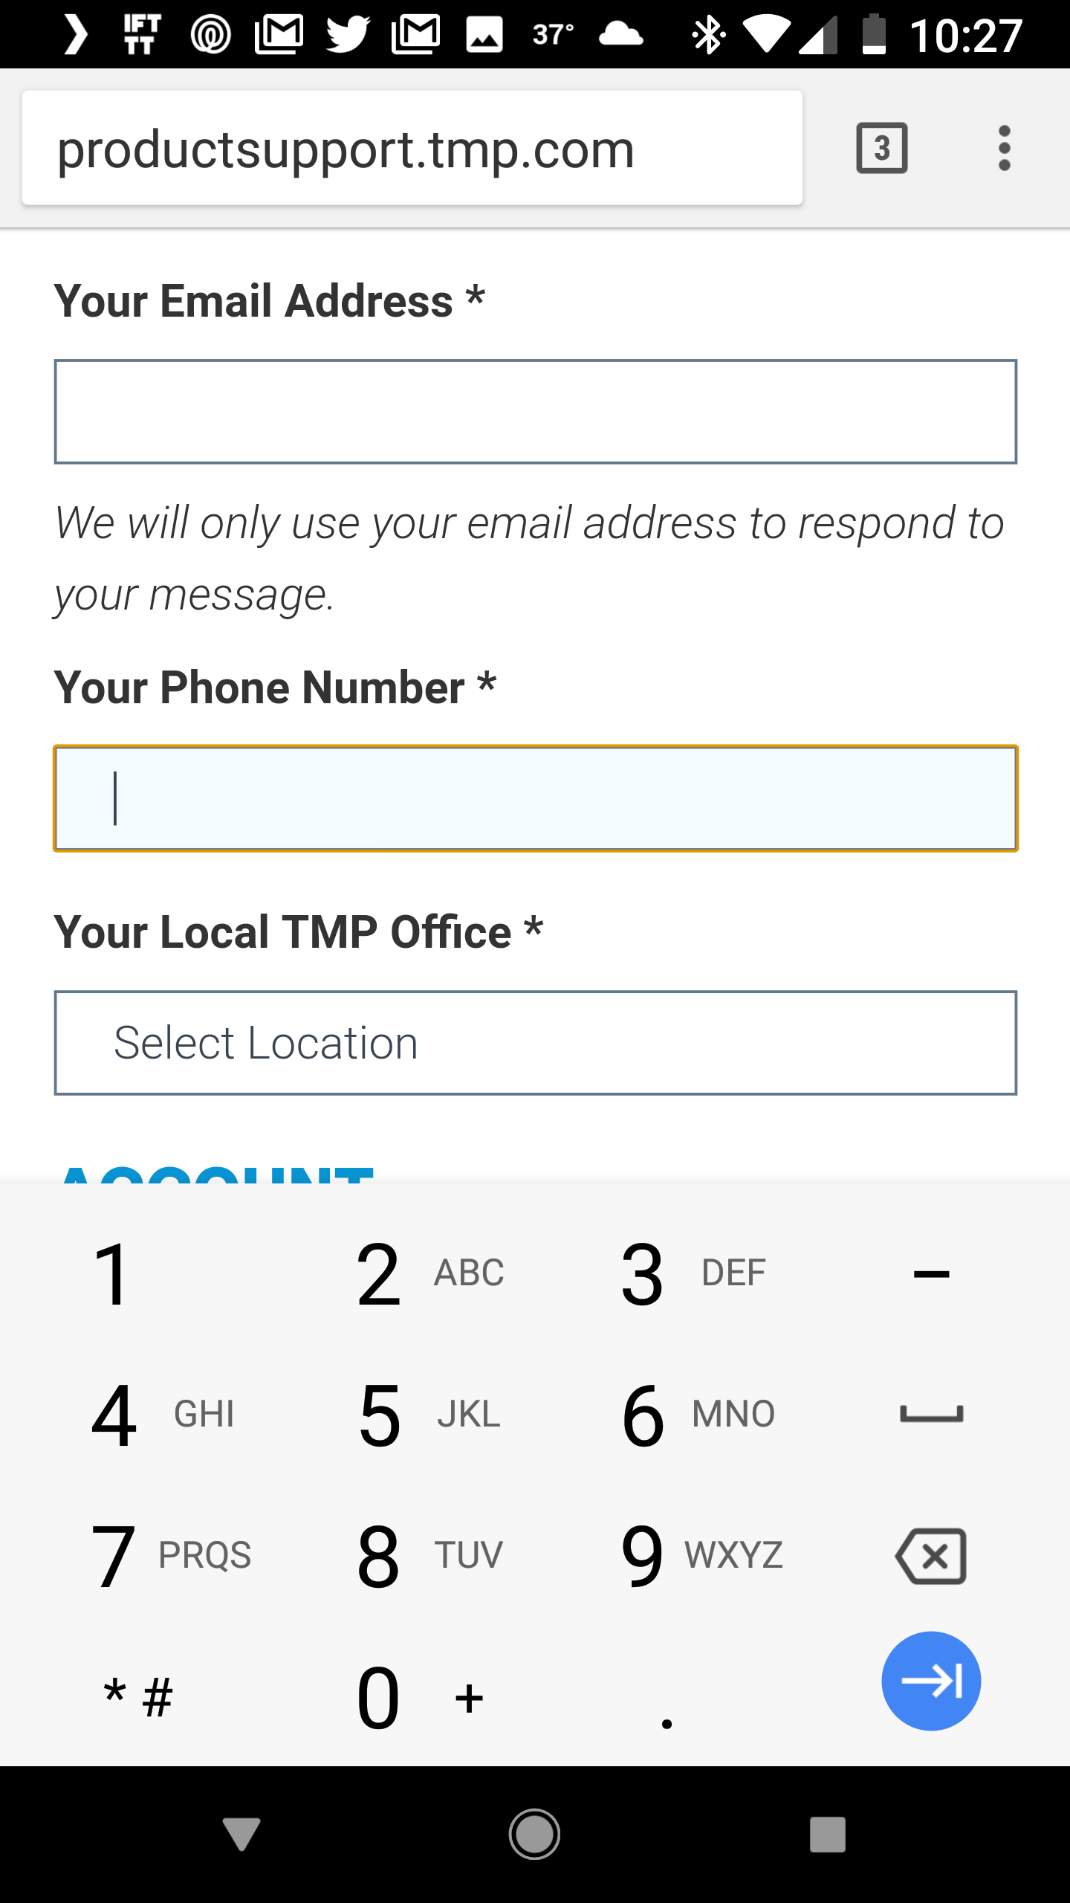 IFTTT 37° 10:27
productsupport.tmp.com 3
Your Email Address *
We will only use your email address to respond to
your message.
Your Phone Number *
Your Local TMP Office *
Select Location
ACCOUNT
1 2 ABC 3 DEF –
4 GHI 5 JKL 6 MNO
7 PRQS 8 TUV 9 WXYZ
* # 0 + .